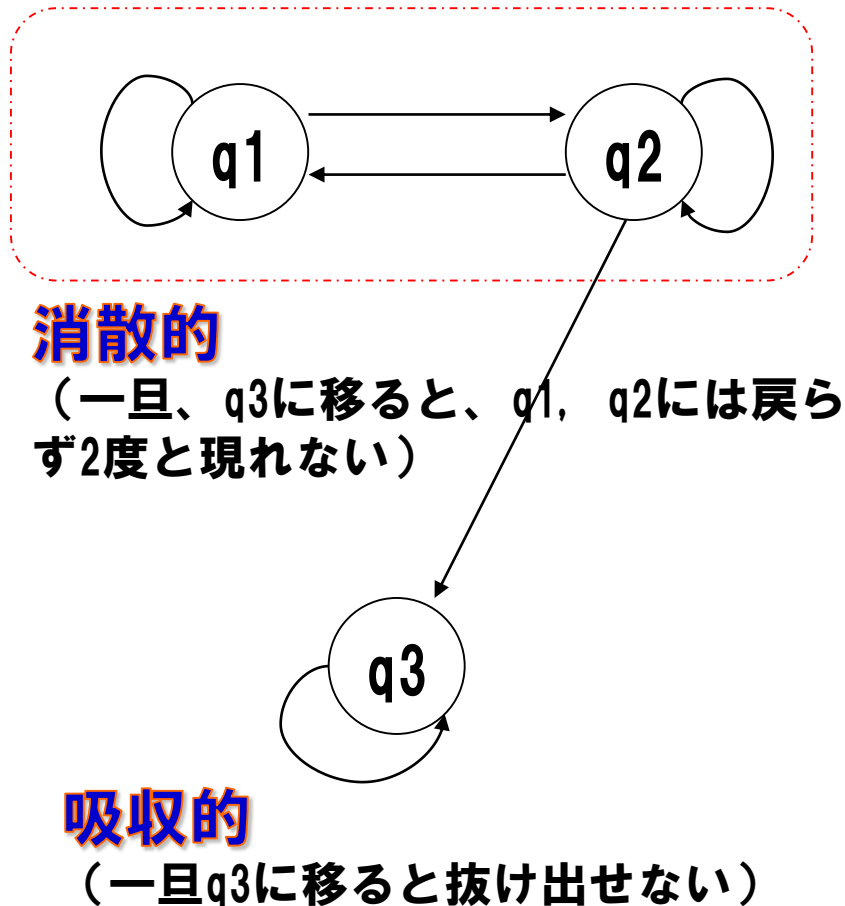 q1
q2
消散的
（一旦、q3に移ると、q1, q2には戻ら
ず2度と現れない）
q3
吸収的
（一旦q3に移ると抜け出せない）